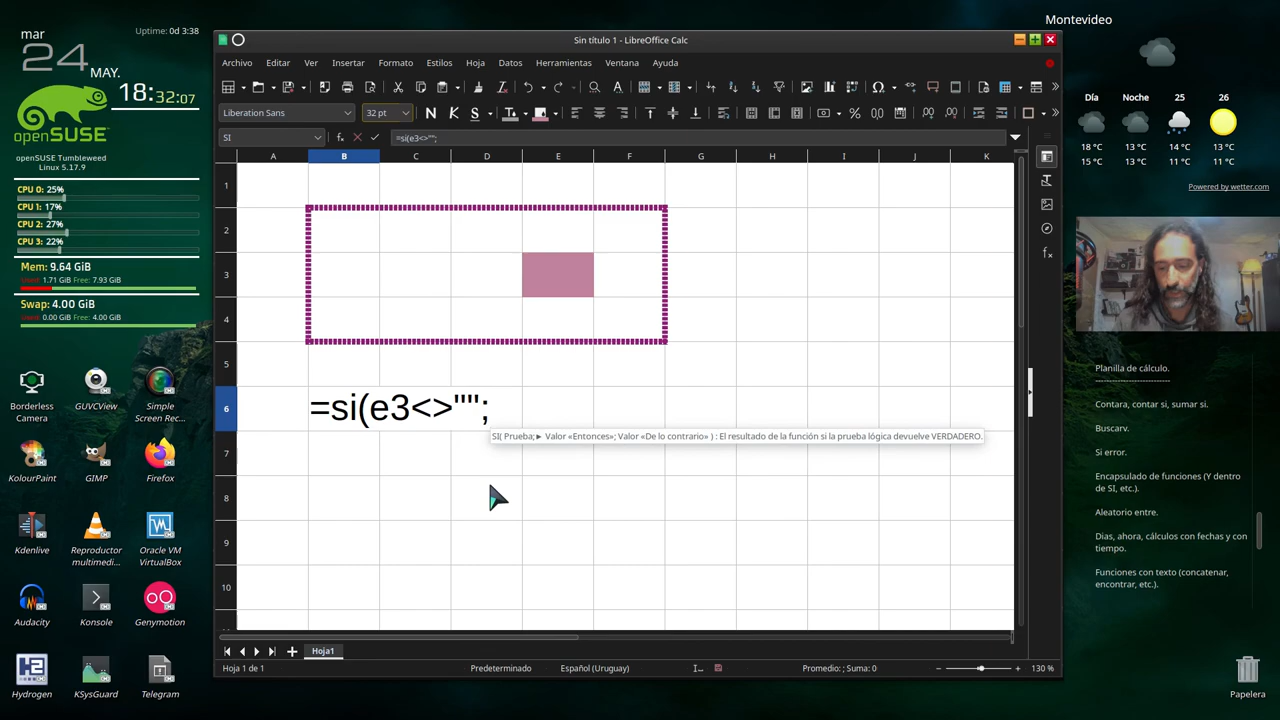 mar
24
MAY.
Uptime: 0d 3:38
18:32:07
openSUSE
openSUSE Tumbleweed
Linux 5.17.9
CPU 0: 25%
CPU 1: 17%
CPU 2: 27%
CPU 3: 22%
Mem: 9.64 GiB
Used: 1.71 GiB Free: 7.93 GiB
Swap: 4.00 GiB
Used: 0.00 GiB Free: 4.00 GiB
Borderless
Camera
GUVCView
Simple
Screen Rec...
KolourPaint
GIMP
Firefox
Kdenlive
Reproductor
multimedi...
Oracle VM
VirtualBox
Audacity
Konsole
Genymotion
Hydrogen
KSysGuard
Telegram
Sin título 1 - LibreOffice Calc
Archivo Editar Ver Insertar Formato Estilos Hoja Datos Herramientas Ventana Ayuda
Liberation Sans 32 pt N K S
SI =si(e3<>"";
A B C D E F G H I J K
1
2
3
4
5
6
=si(e3<>"";
SI( Prueba;► Valor «Entonces»; Valor «De lo contrario» ) : El resultado de la función si la prueba lógica devuelve VERDADERO.
7
8
9
10
Hoja1
Hoja 1 de 1 Predeterminado Español (Uruguay) Promedio: ; Suma: 0 130 %
Montevideo
Día Noche 25 26
18 °C 13 °C 14 °C 13 °C
15 °C 13 °C 11 °C 11 °C
Powered by wetter.com
Planilla de cálculo.
Contara, contar si, sumar si.
Buscarv.
Si error.
Encapsulado de funciones (Y dentro
de SI, etc.).
Aleatorio entre.
Dias, ahora, cálculos con fechas y con
tiempo.
Funciones con texto (concatenar,
encontrar, etc.).
Papelera